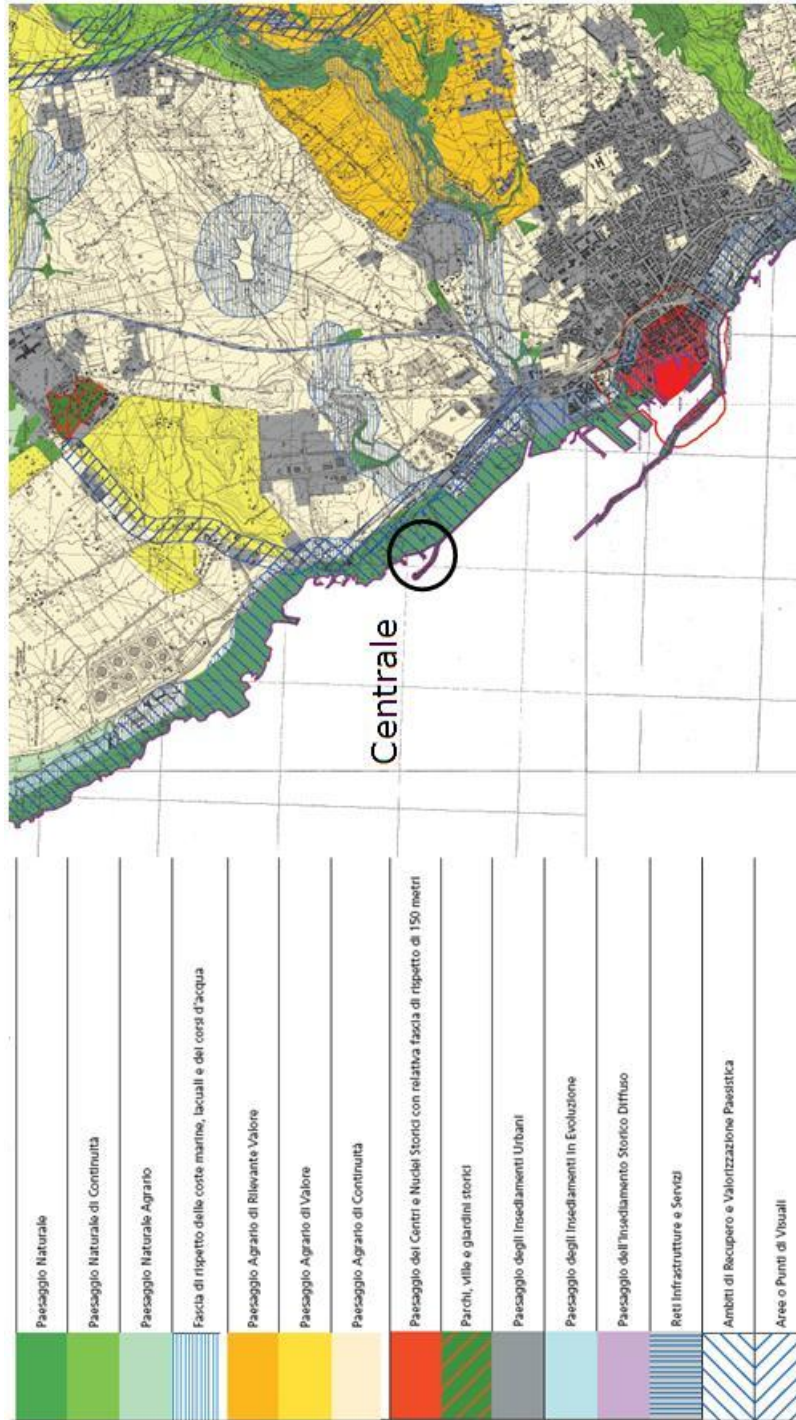 Centrale
Paesaggio Naturale
Paesaggio Naturale di Continuità
Paesaggio Naturale Agrario
Fascia di rispetto delle coste marine, lacuali e dei corsi d'acqua
Paesaggio Agrario di Rilevante Valore
Paesaggio Agrario di Valore
Paesaggio Agrario di Continuità
Paesaggio dei Centri e Nuclei Storici con relativa fascia di rispetto di 150 metri
Parchi, ville e giardini storici
Paesaggio degli Insediamenti Urbani
Paesaggio degli Insediamenti in Evoluzione
Paesaggio dell'Insediamento Storico Diffuso
Reti Infrastrutture e Servizi
Ambiti di Recupero e Valorizzazione Paesistica
Aree o Punti di Visuali